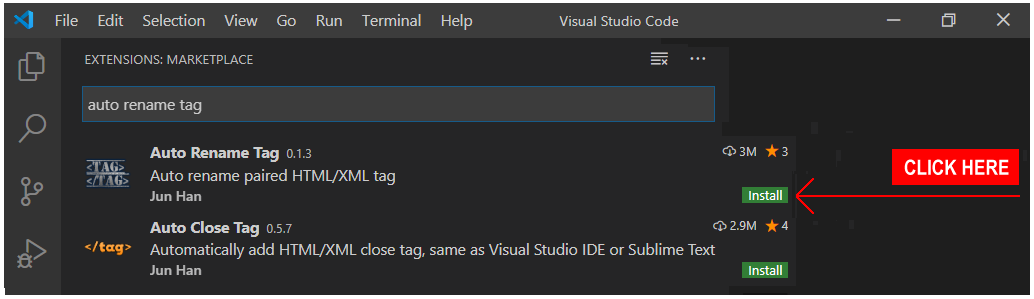 File Edit Selection View Go Run Terminal Help Visual Studio Code
EXTENSIONS: MARKETPLACE
auto rename tag
<TAG>
</TAG>
Auto Rename Tag 0.1.3 3M 3
Auto rename paired HTML/XML tag
Jun Han Install
CLICK HERE
</tag>
Auto Close Tag 0.5.7 2.9M 4
Automatically add HTML/XML close tag, same as Visual Studio IDE or Sublime Text
Jun Han Install